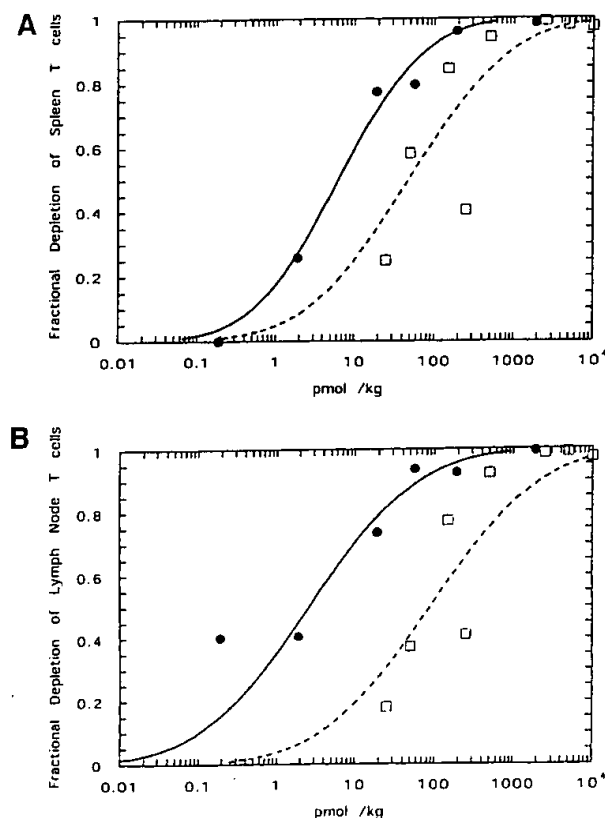 A
Fractional Depletion of Spleen T cells
1
0.8
0.6
0.4
0.2
0
0.01 0.1 1 10 100 1000 10⁴
pmol /kg
B
Fractional Depletion of Lymph Node T cells
1
0.8
0.6
0.4
0.2
0
0.01 0.1 1 10 100 1000 10⁴
pmol /kg